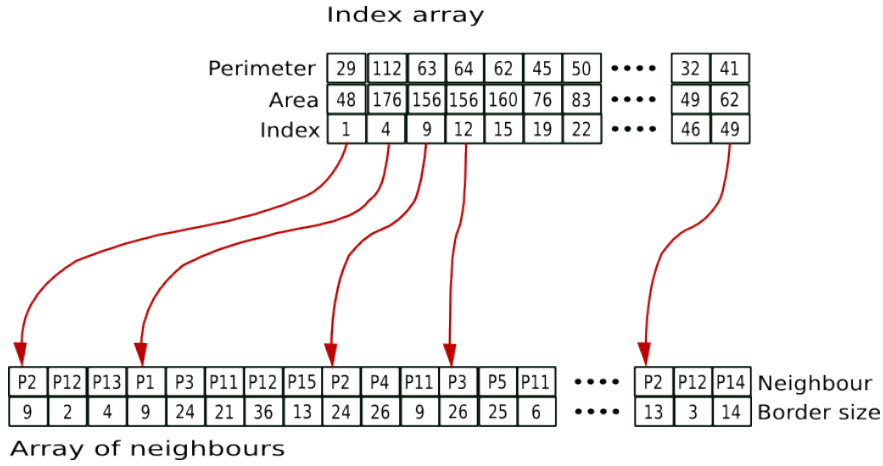 Index array
Perimeter 29 112 63 64 62 45 50 •••• 32 41
Area 48 176 156 156 160 76 83 •••• 49 62
Index 1 4 9 12 15 19 22 •••• 46 49
P2 P12 P13 P1 P3 P11 P12 P15 P2 P4 P11 P3 P5 P11 •••• P2 P12 P14 Neighbour
9 2 4 9 24 21 36 13 24 26 9 26 25 6 •••• 13 3 14 Border size
Array of neighbours